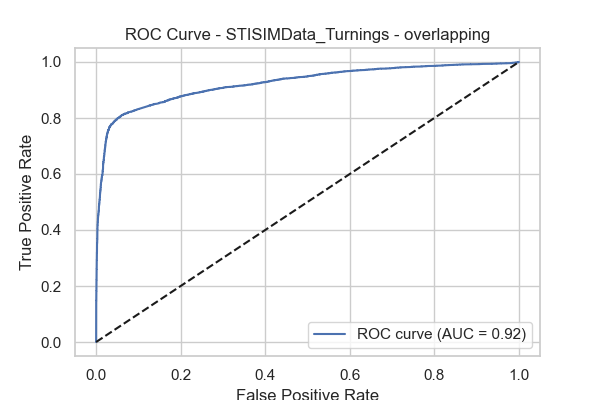 ROC Curve - STISIMData_Turnings - overlapping
True Positive Rate
1.0
0.8
0.6
0.4
0.2
0.0
ROC curve (AUC = 0.92)
0.0 0.2 0.4 0.6 0.8 1.0
False Positive Rate